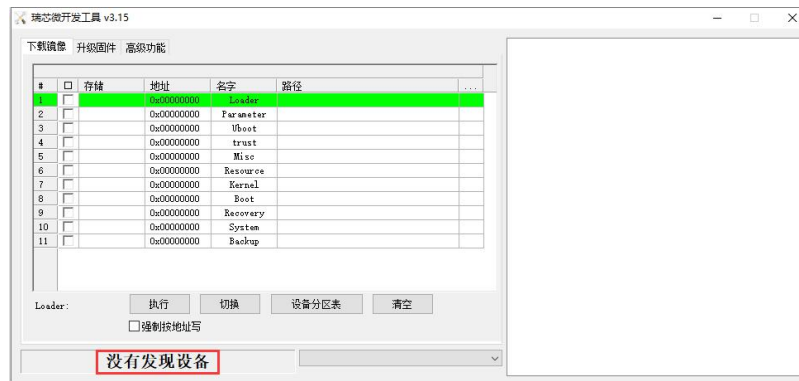 瑞芯微开发工具 v3.15
下载镜像 升级固件 高级功能
# 存储 地址 名字 路径 ...
1 0x00000000 Loader
2 0x00000000 Parameter
3 0x00000000 Uboot
4 0x00000000 trust
5 0x00000000 Misc
6 0x00000000 Resource
7 0x00000000 Kernel
8 0x00000000 Boot
9 0x00000000 Recovery
10 0x00000000 System
11 0x00000000 Backup
Loader: 执行 切换 设备分区表 清空
强制按地址写
没有发现设备